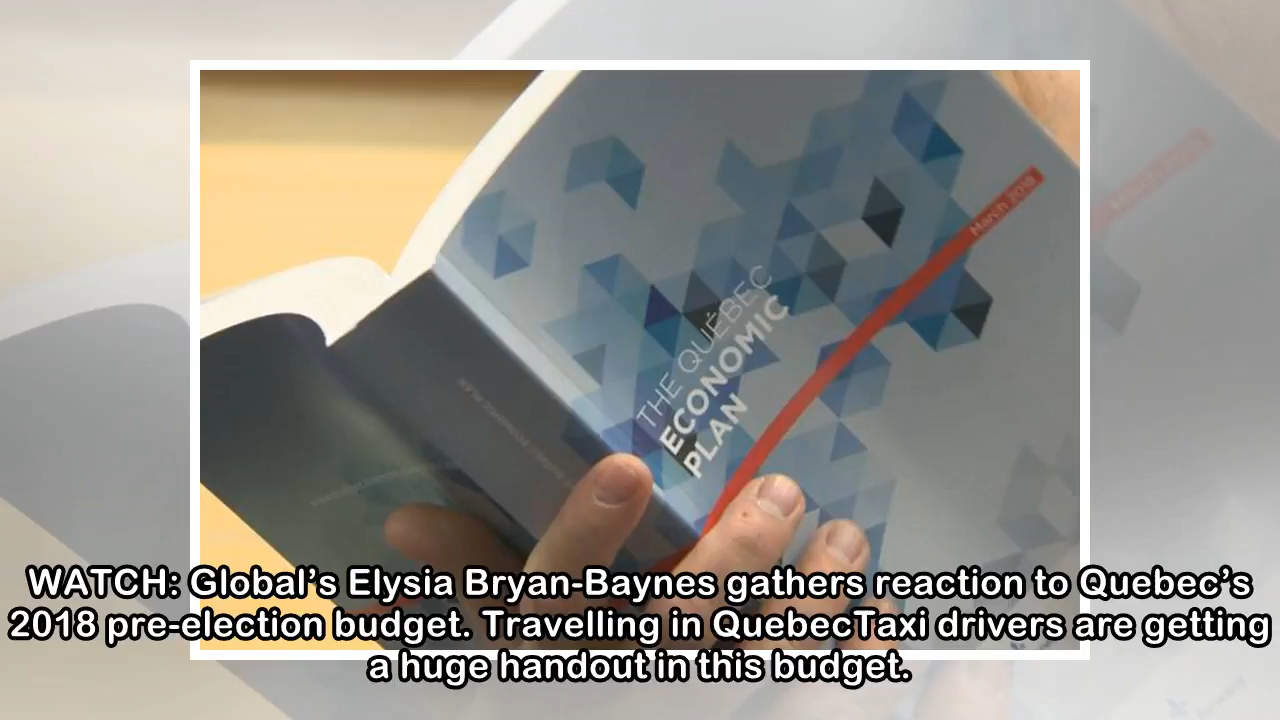 March 2018
THE QUÉBEC
ECONOMIC
PLAN
WATCH: Global's Elysia Bryan-Baynes gathers reaction to Quebec's
2018 pre-election budget. Travelling in QuebecTaxi drivers are getting
a huge handout in this budget.